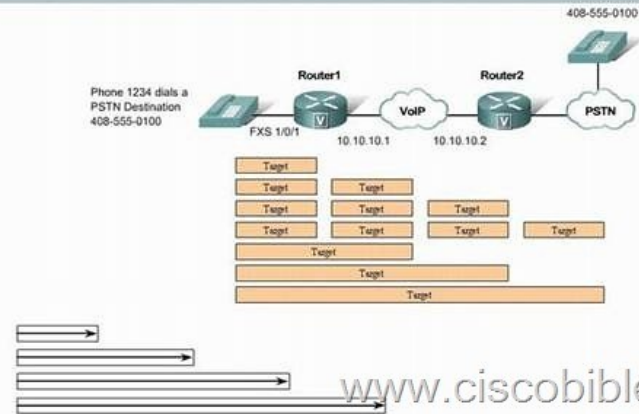 408-555-0100
Router1
Router2
Phone 1234 dials a
PSTN Destination
408-555-0100
VoIP
PSTN
V
V
FXS 1/0/1
10.10.10.1
10.10.10.2
Target
Target Target
Target Target Target
Target Target Target Target
Target
Target
Target
www.ciscobible